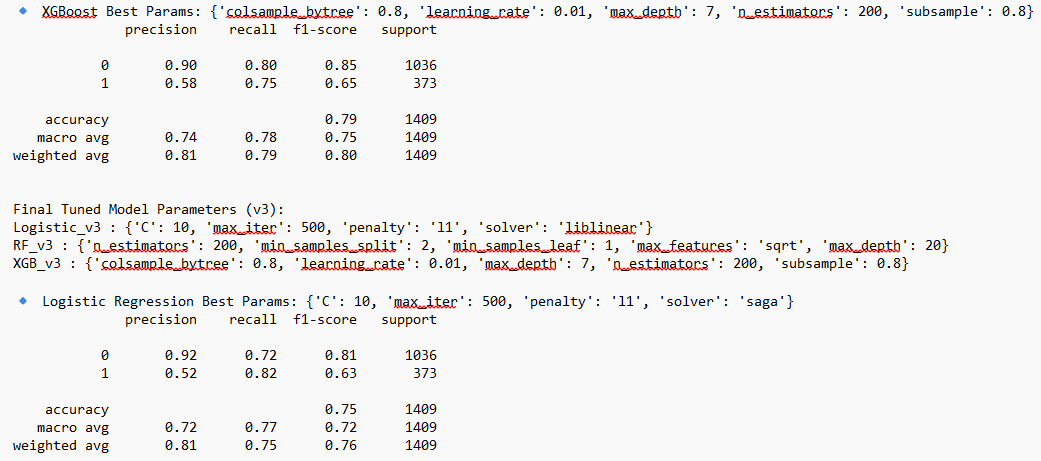 XGBoost Best Params: {'colsample_bytree': 0.8, 'learning_rate': 0.01, 'max_depth': 7, 'n_estimators': 200, 'subsample': 0.8}
precision recall f1-score support
0 0.90 0.80 0.85 1036
1 0.58 0.75 0.65 373
accuracy 0.79 1409
macro avg 0.74 0.78 0.75 1409
weighted avg 0.81 0.79 0.80 1409
Final Tuned Model Parameters (v3):
Logistic_v3 : {'C': 10, 'max_iter': 500, 'penalty': 'l1', 'solver': 'liblinear'}
RF_v3 : {'n_estimators': 200, 'min_samples_split': 2, 'min_samples_leaf': 1, 'max_features': 'sqrt', 'max_depth': 20}
XGB_v3 : {'colsample_bytree': 0.8, 'learning_rate': 0.01, 'max_depth': 7, 'n_estimators': 200, 'subsample': 0.8}
Logistic Regression Best Params: {'C': 10, 'max_iter': 500, 'penalty': 'l1', 'solver': 'saga'}
precision recall f1-score support
0 0.92 0.72 0.81 1036
1 0.52 0.82 0.63 373
accuracy 0.75 1409
macro avg 0.72 0.77 0.72 1409
weighted avg 0.81 0.75 0.76 1409